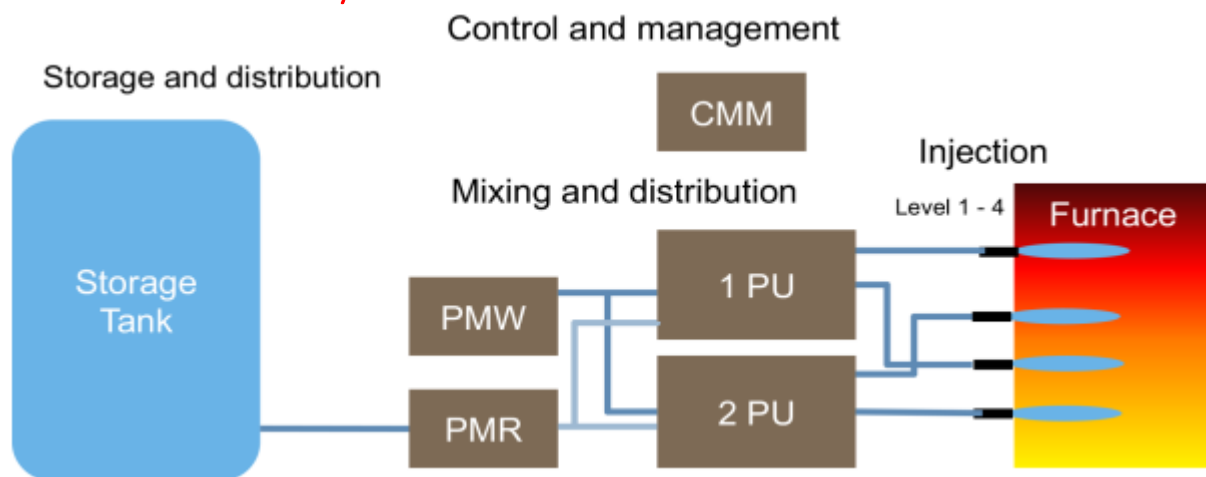 Control and management
Storage and distribution
CMM
Injection
Mixing and distribution
Level 1 - 4
Furnace
Storage
Tank
1 PU
PMW
2 PU
PMR